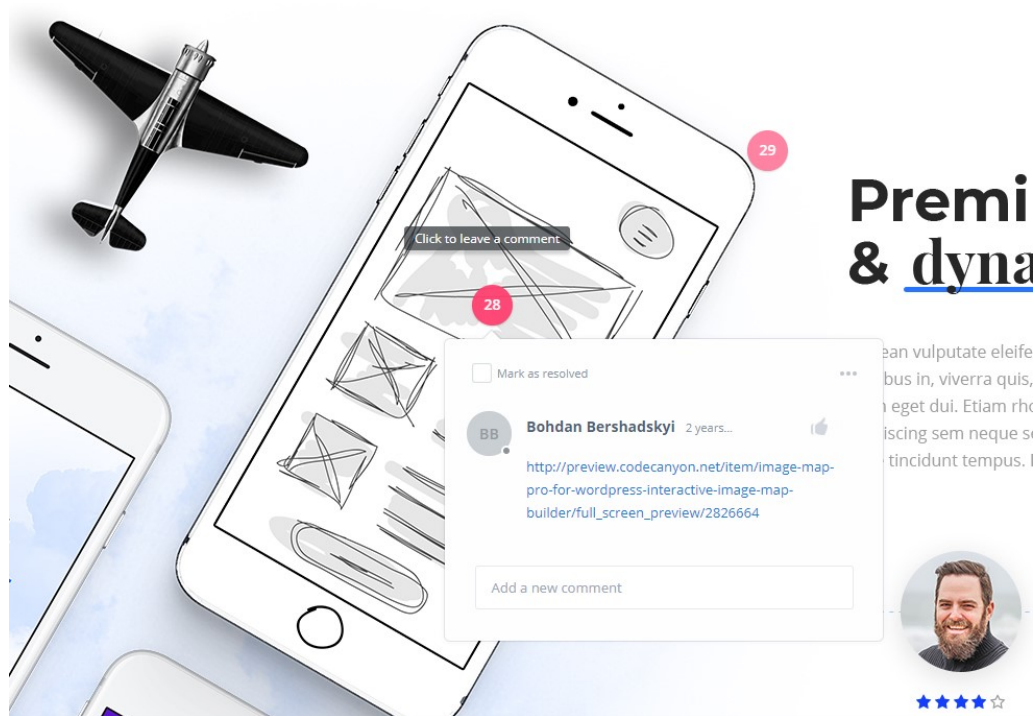 29
Premi
& dyna
Click to leave a comment
28
Mark as resolved
BB
Bohdan Bershadskyi 2 years...
http://preview.codecanyon.net/item/image-map-
pro-for-wordpress-interactive-image-map-
builder/full_screen_preview/2826664
Add a new comment
ean vulputate eleife
bus in, viverra quis,
eget dui. Etiam rho
iscing sem neque se
tincidunt tempus.